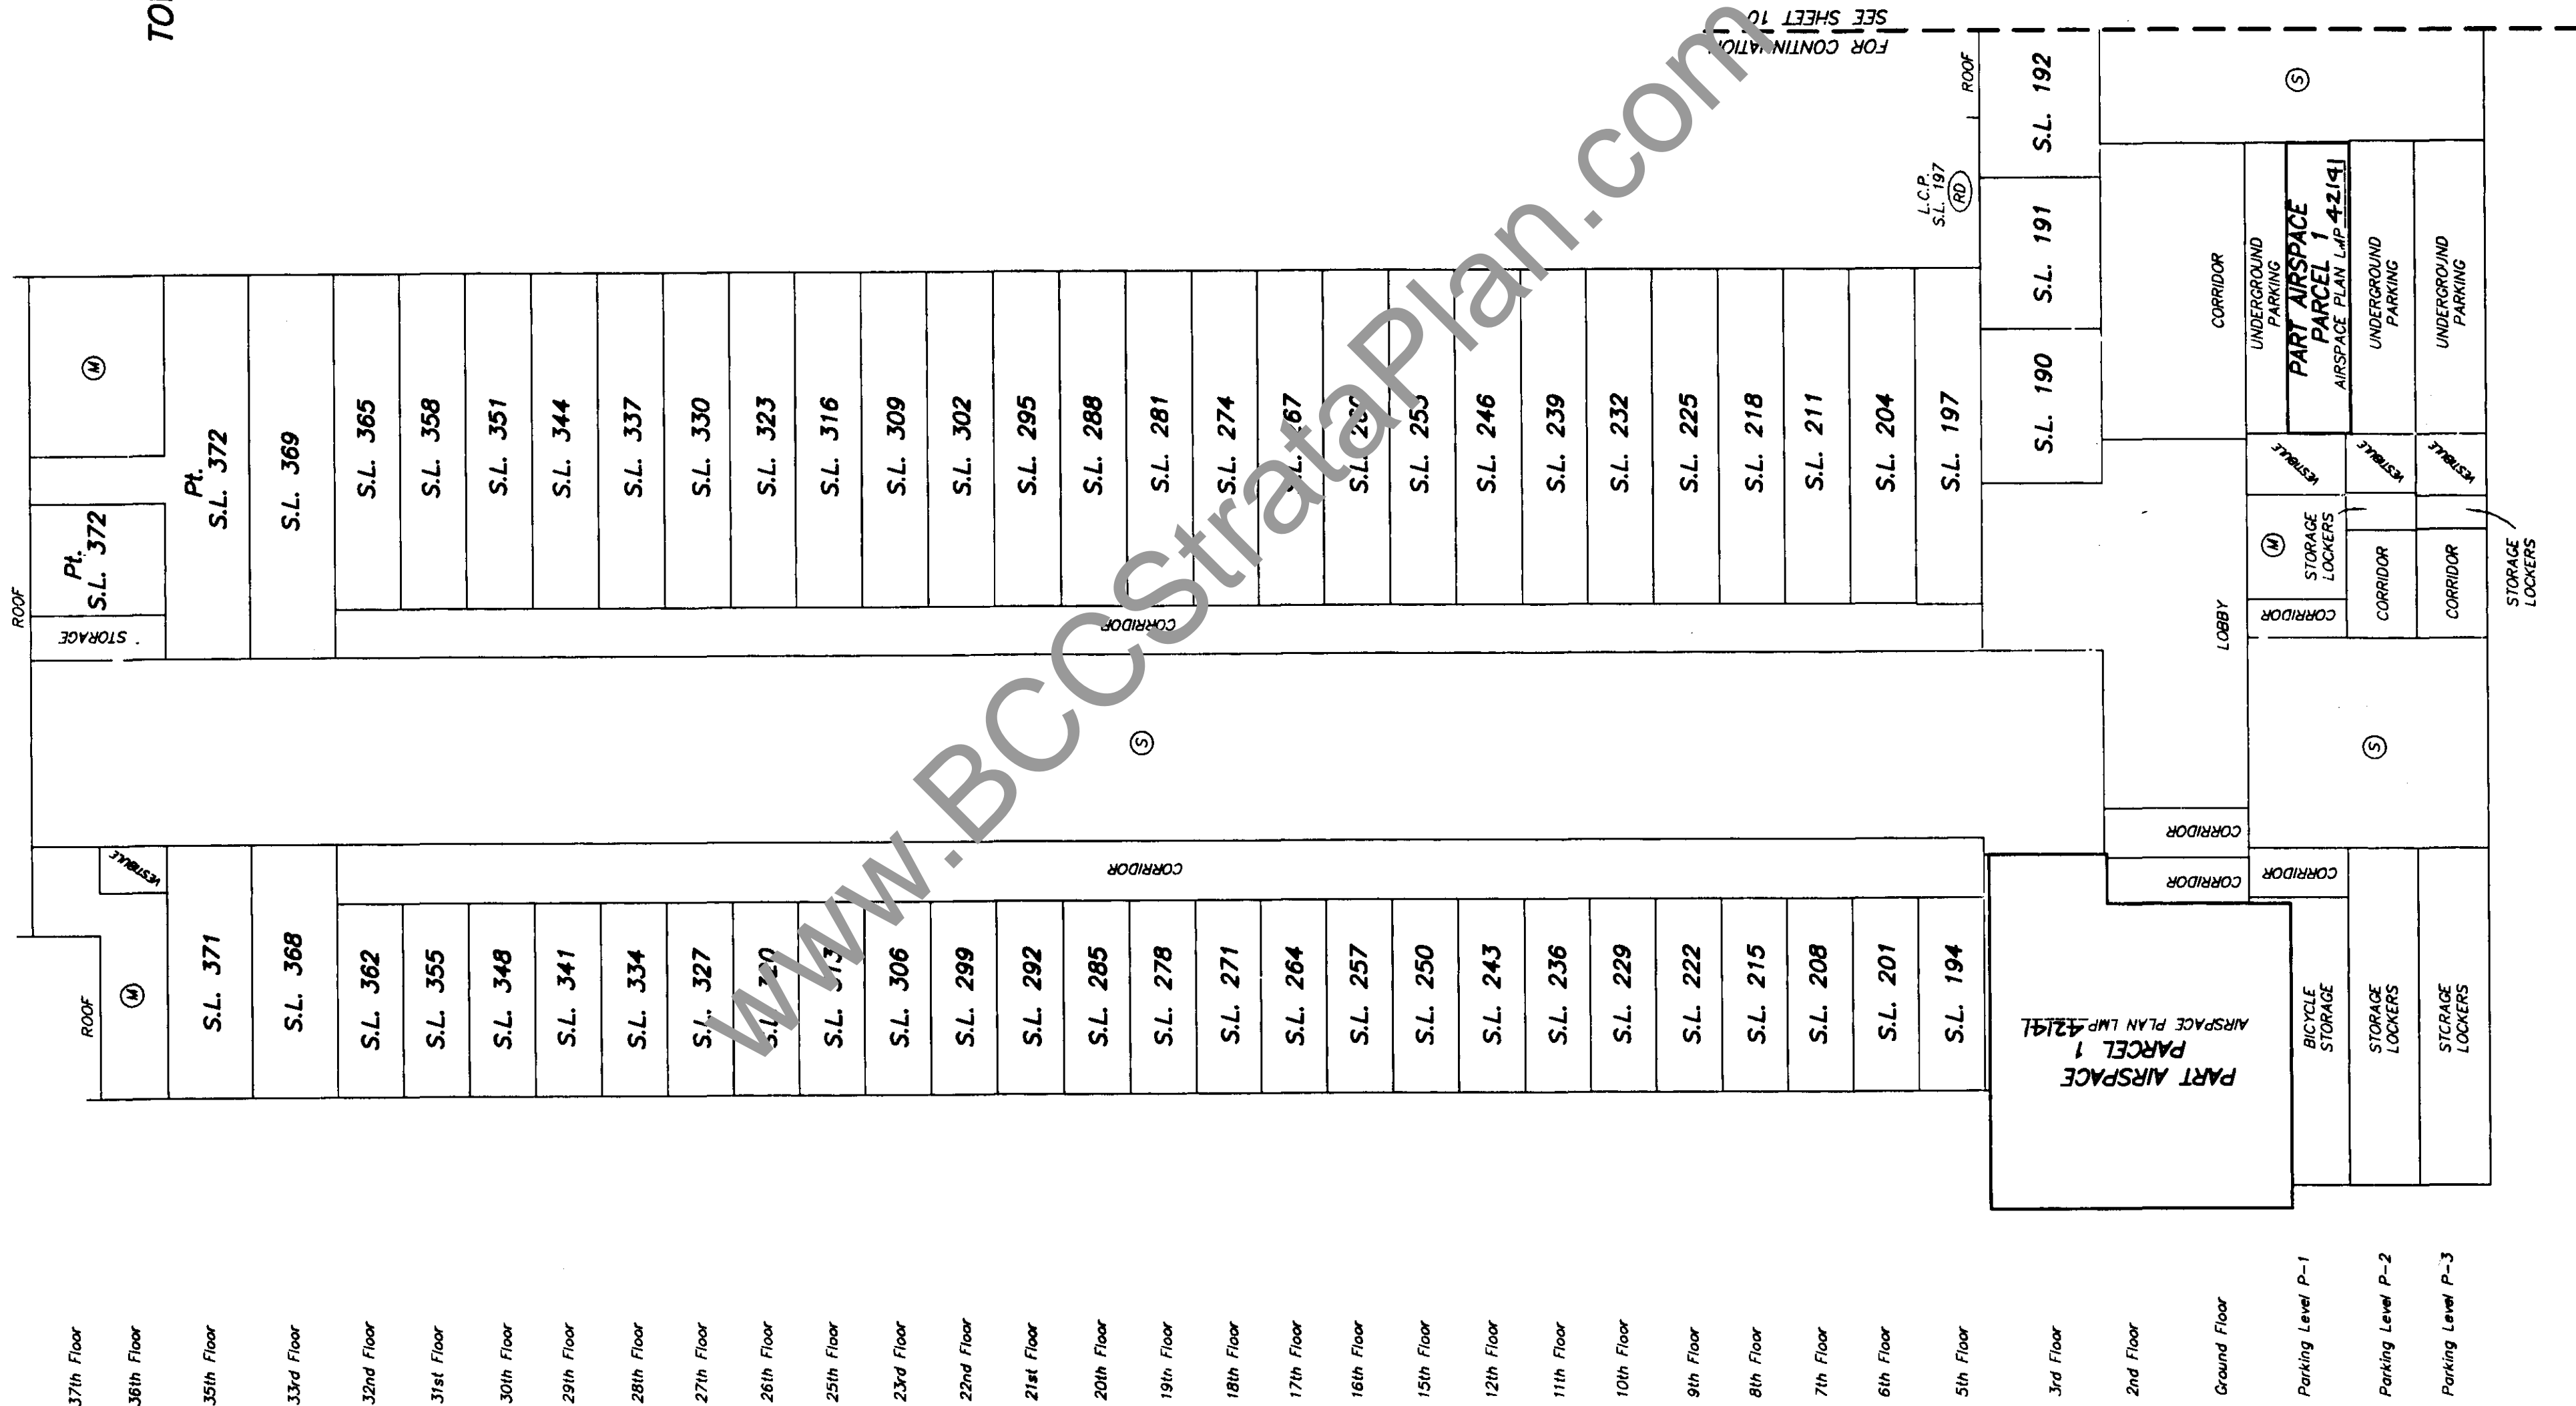 TO
SEE SHEET 10
FOR CONTINUATION
ROOF
37th Floor
36th Floor
35th Floor
33rd Floor
32nd Floor
31st Floor
30th Floor
29th Floor
28th Floor
27th Floor
26th Floor
25th Floor
23rd Floor
22nd Floor
21st Floor
20th Floor
19th Floor
18th Floor
17th Floor
16th Floor
15th Floor
12th Floor
11th Floor
10th Floor
9th Floor
8th Floor
7th Floor
6th Floor
5th Floor
3rd Floor
2nd Floor
Ground Floor
Parking Level P-1
Parking Level P-2
Parking Level P-3
ROOF
M
VESTIBULE
S.L. 371
S.L. 368
S.L. 362
S.L. 355
S.L. 348
S.L. 341
S.L. 334
S.L. 327
S.L. 320
S.L. 313
S.L. 306
S.L. 299
S.L. 292
S.L. 285
S.L. 278
S.L. 271
S.L. 264
S.L. 257
S.L. 250
S.L. 243
S.L. 236
S.L. 229
S.L. 222
S.L. 215
S.L. 208
S.L. 201
S.L. 194
PART AIRSPACE
PARCEL 1
AIRSPACE PLAN LMP 42141
BICYCLE
STORAGE
STORAGE
LOCKERS
STORAGE
LOCKERS
CORRIDOR
CORRIDOR
CORRIDOR
CORRIDOR
S
S
STORAGE
CORRIDOR
LOBBY
CORRIDOR
CORRIDOR
CORRIDOR
Pt.
S.L. 372
M
Pt.
S.L. 372
S.L. 369
S.L. 365
S.L. 358
S.L. 351
S.L. 344
S.L. 337
S.L. 330
S.L. 323
S.L. 316
S.L. 309
S.L. 302
S.L. 295
S.L. 288
S.L. 281
S.L. 274
S.L. 267
S.L. 260
S.L. 253
S.L. 246
S.L. 239
S.L. 232
S.L. 225
S.L. 218
S.L. 211
S.L. 204
S.L. 197
M
STORAGE
LOCKERS
STORAGE
LOCKERS
VESTIBULE
VESTIBULE
VESTIBULE
S.L. 190
S.L. 191
S.L. 192
L.C.P.
S.L. 197
RD
ROOF
CORRIDOR
UNDERGROUND
PARKING
PART AIRSPACE
PARCEL 1
AIRSPACE PLAN LMP 42141
UNDERGROUND
PARKING
UNDERGROUND
PARKING
S
www.BCCStrataPlan.com